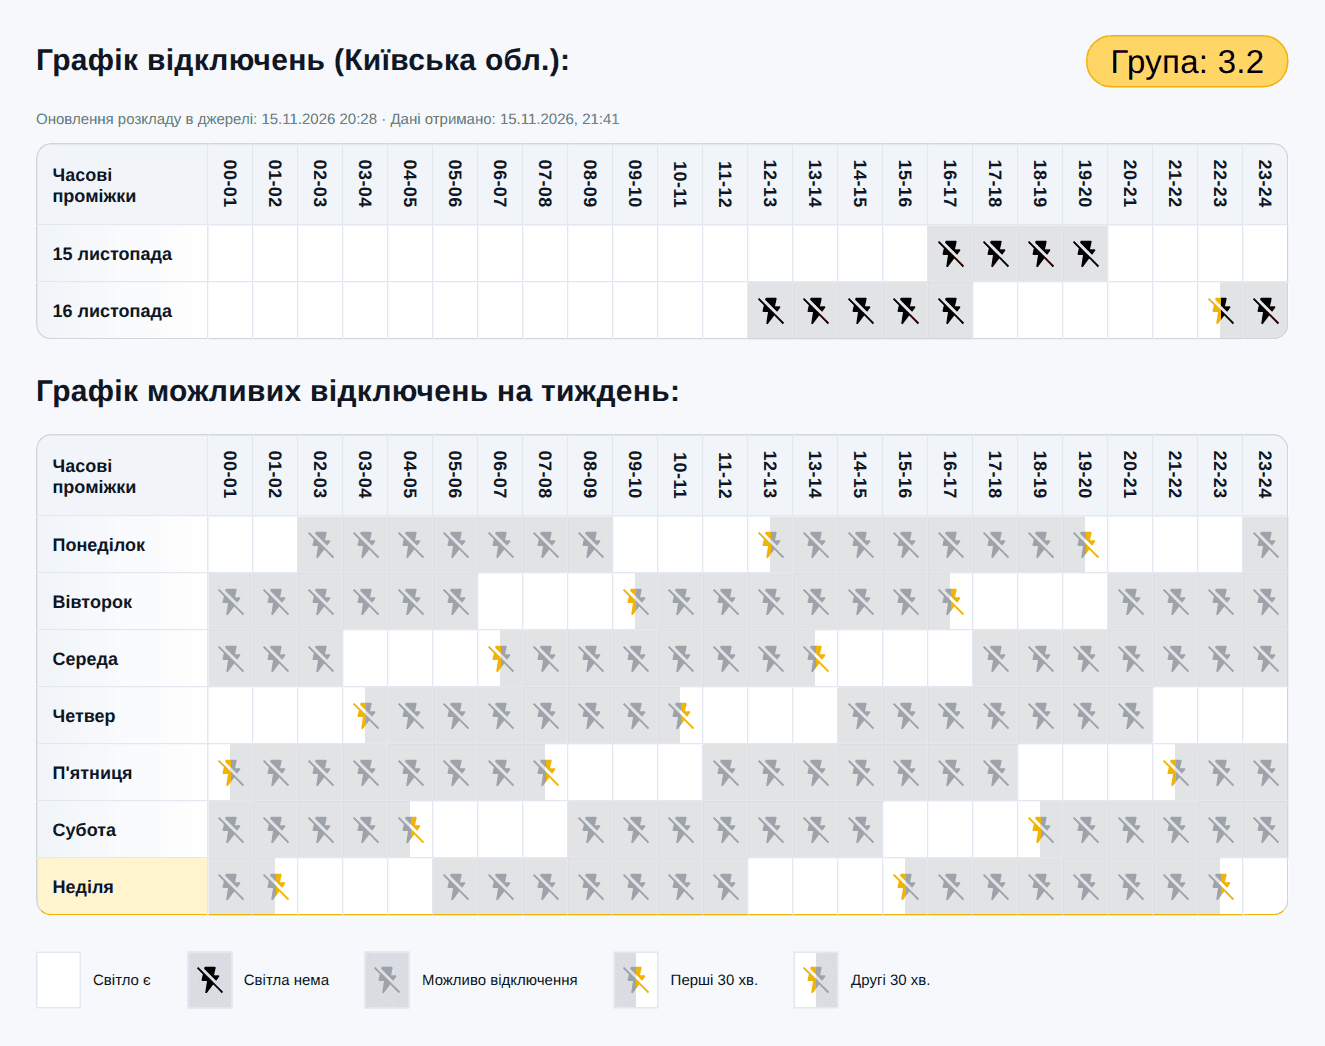 Графік відключень (Київська обл.):
Група: 3.2
Оновлення розкладу в джерелі: 15.11.2026 20:28 · Дані отримано: 15.11.2026, 21:41
Часові проміжки 00-01 01-02 02-03 03-04 04-05 05-06 06-07 07-08 08-09 09-10 10-11 11-12 12-13 13-14 14-15 15-16 16-17 17-18 18-19 19-20 20-21 21-22 22-23 23-24
15 листопада
16 листопада
Графік можливих відключень на тиждень:
Часові проміжки 00-01 01-02 02-03 03-04 04-05 05-06 06-07 07-08 08-09 09-10 10-11 11-12 12-13 13-14 14-15 15-16 16-17 17-18 18-19 19-20 20-21 21-22 22-23 23-24
Понеділок
Вівторок
Середа
Четвер
П'ятниця
Субота
Неділя
Світло є
Світла нема
Можливо відключення
Перші 30 хв.
Другі 30 хв.